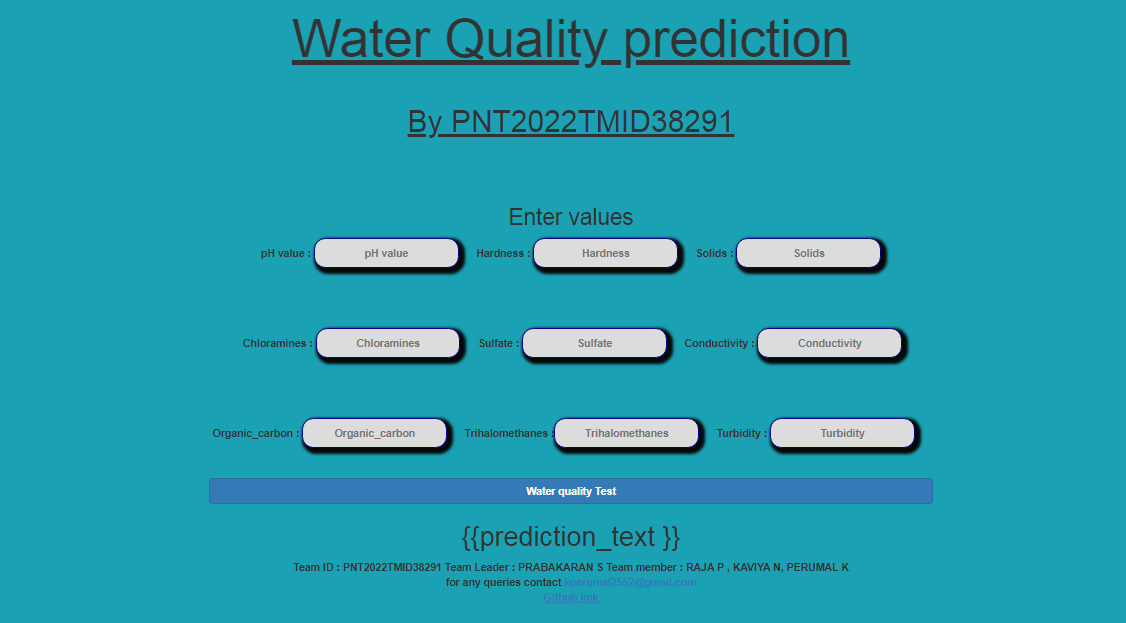 Water Quality prediction
By PNT2022TMID38291
Enter values
pH value : pH value Hardness : Hardness Solids : Solids
Chloramines : Chloramines Sulfate : Sulfate Conductivity : Conductivity
Organic_carbon : Organic_carbon Trihalomethanes : Trihalomethanes Turbidity : Turbidity
Water quality Test
{{prediction_text }}
Team ID : PNT2022TMID38291 Team Leader : PRABAKARAN S Team member : RAJA P , KAVIYA N, PERUMAL K
for any queries contact kperumal2552@gmail.com
Github link